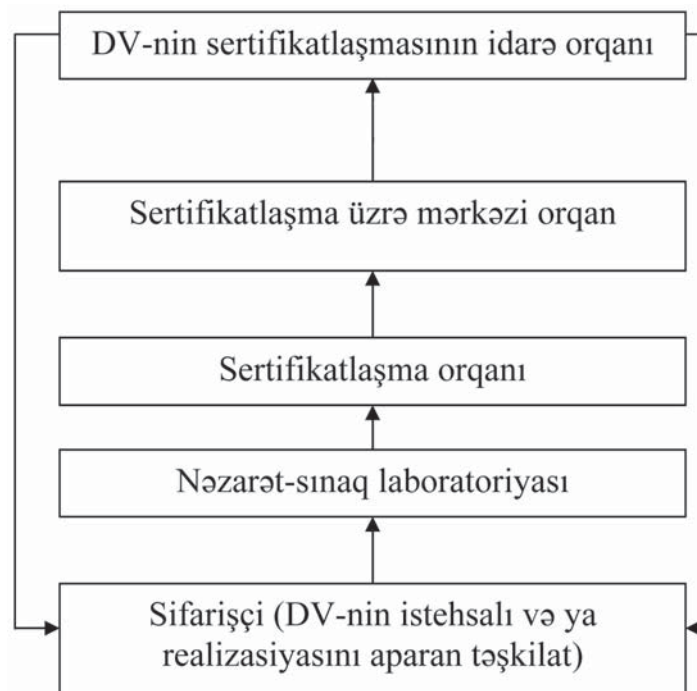 DV-nin sertifikatlaşmasının idarə orqanı
Sertifikatlaşma üzrə mərkəzi orqan
Sertifikatlaşma orqanı
Nəzarət-sınaq laboratoriyası
Sifarişçi (DV-nin istehsalı və ya
realizasiyasını aparan təşkilat)